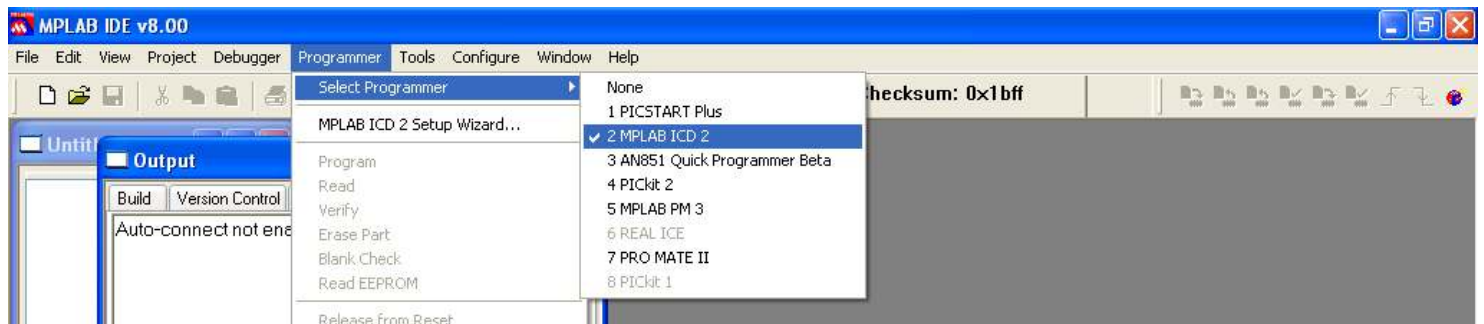 MPLAB IDE v8.00
File Edit View Project Debugger Programmer Tools Configure Window Help
Select Programmer
MPLAB ICD 2 Setup Wizard...
Program
Read
Verify
Erase Part
Blank Check
Read EEPROM
Release from Reset
None
1 PICSTART Plus
2 MPLAB ICD 2
3 AN851 Quick Programmer Beta
4 PICkit 2
5 MPLAB PM 3
6 REAL ICE
7 PRO MATE II
8 PICkit 1
hecksum: 0x1bff
Untitl
Output
Build Version Control
Auto-connect not ena